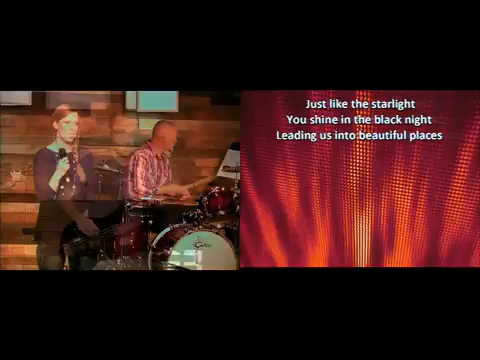 Just like the starlight
You shine in the black night
Leading us into beautiful places